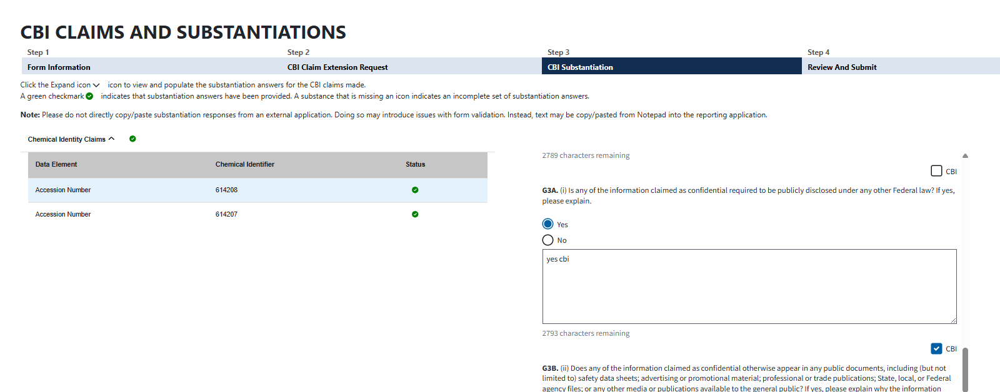 CBI CLAIMS AND SUBSTANTIATIONS
Step 1
Form Information
Step 2
CBI Claim Extension Request
Step 3
CBI Substantiation
Step 4
Review And Submit
Click the Expand icon icon to view and populate the substantiation answers for the CBI claims made.
A green checkmark indicates that substantiation answers have been provided. A substance that is missing an icon indicates an incomplete set of substantiation answers.
Note: Please do not directly copy/paste substantiation responses from an external application. Doing so may introduce issues with form validation. Instead, text may be copy/pasted from Notepad into the reporting application.
Chemical Identity Claims
Data Element Chemical Identifier Status
Accession Number 614208
Accession Number 614207
2789 characters remaining
CBI
G3A. (i) Is any of the information claimed as confidential required to be publicly disclosed under any other Federal law? If yes,
please explain.
Yes
No
yes cbi
2793 characters remaining
CBI
G3B. (ii) Does any of the information claimed as confidential otherwise appear in any public documents, including (but not
limited to) safety data sheets; advertising or promotional material; professional or trade publications; State, local, or Federal
agency files; or any other media or publications available to the general public? If yes, please explain why the information